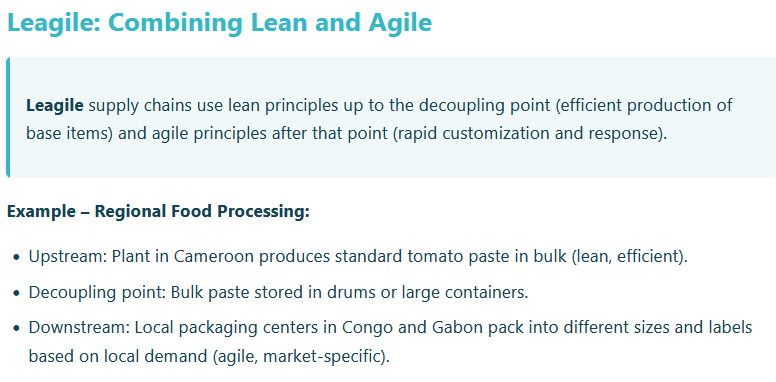 Leagile: Combining Lean and Agile
Leagile supply chains use lean principles up to the decoupling point (efficient production of
base items) and agile principles after that point (rapid customization and response).
Example – Regional Food Processing:
• Upstream: Plant in Cameroon produces standard tomato paste in bulk (lean, efficient).
• Decoupling point: Bulk paste stored in drums or large containers.
• Downstream: Local packaging centers in Congo and Gabon pack into different sizes and labels
based on local demand (agile, market-specific).